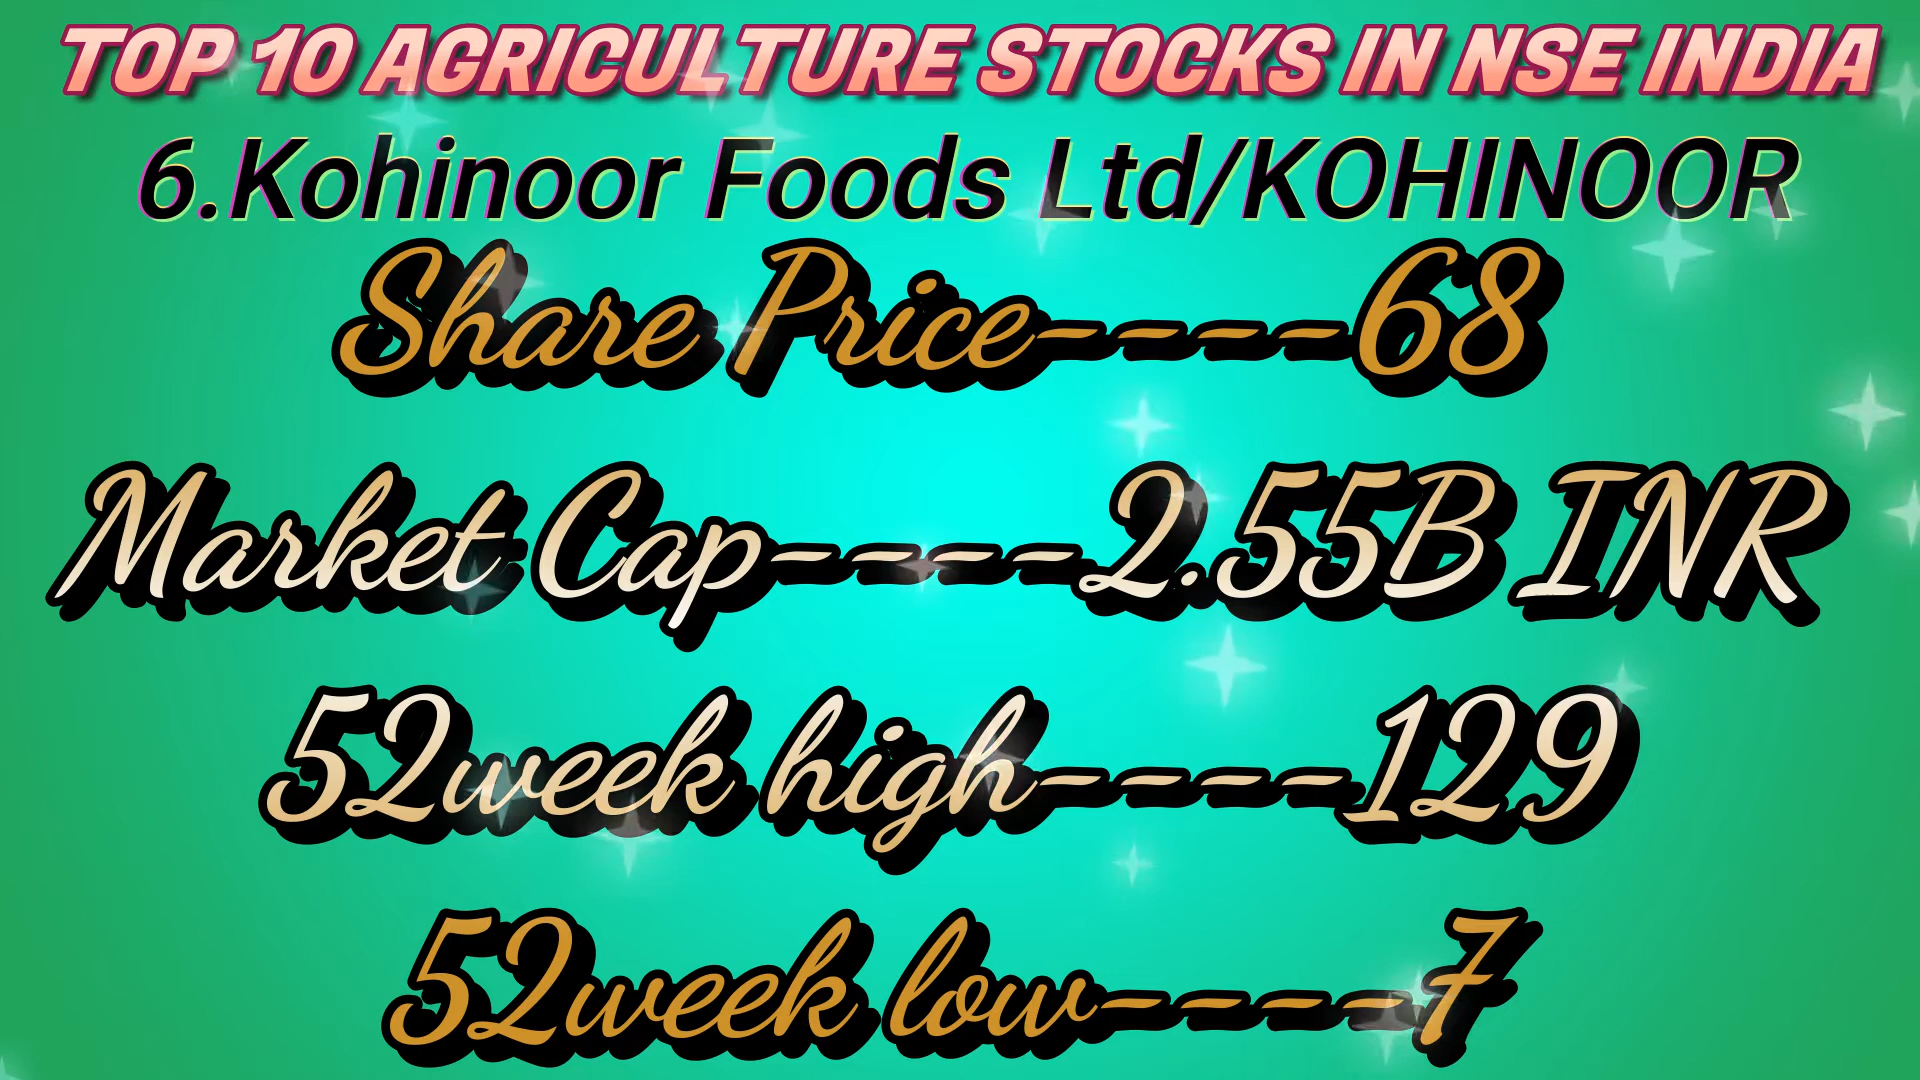 TOP 10 AGRICULTURE STOCKS IN NSE INDIA
6.Kohinoor Foods Ltd/KOHINOOR
Share Price----68
Market Cap----2.55B INR
52week high----129
52week low----7